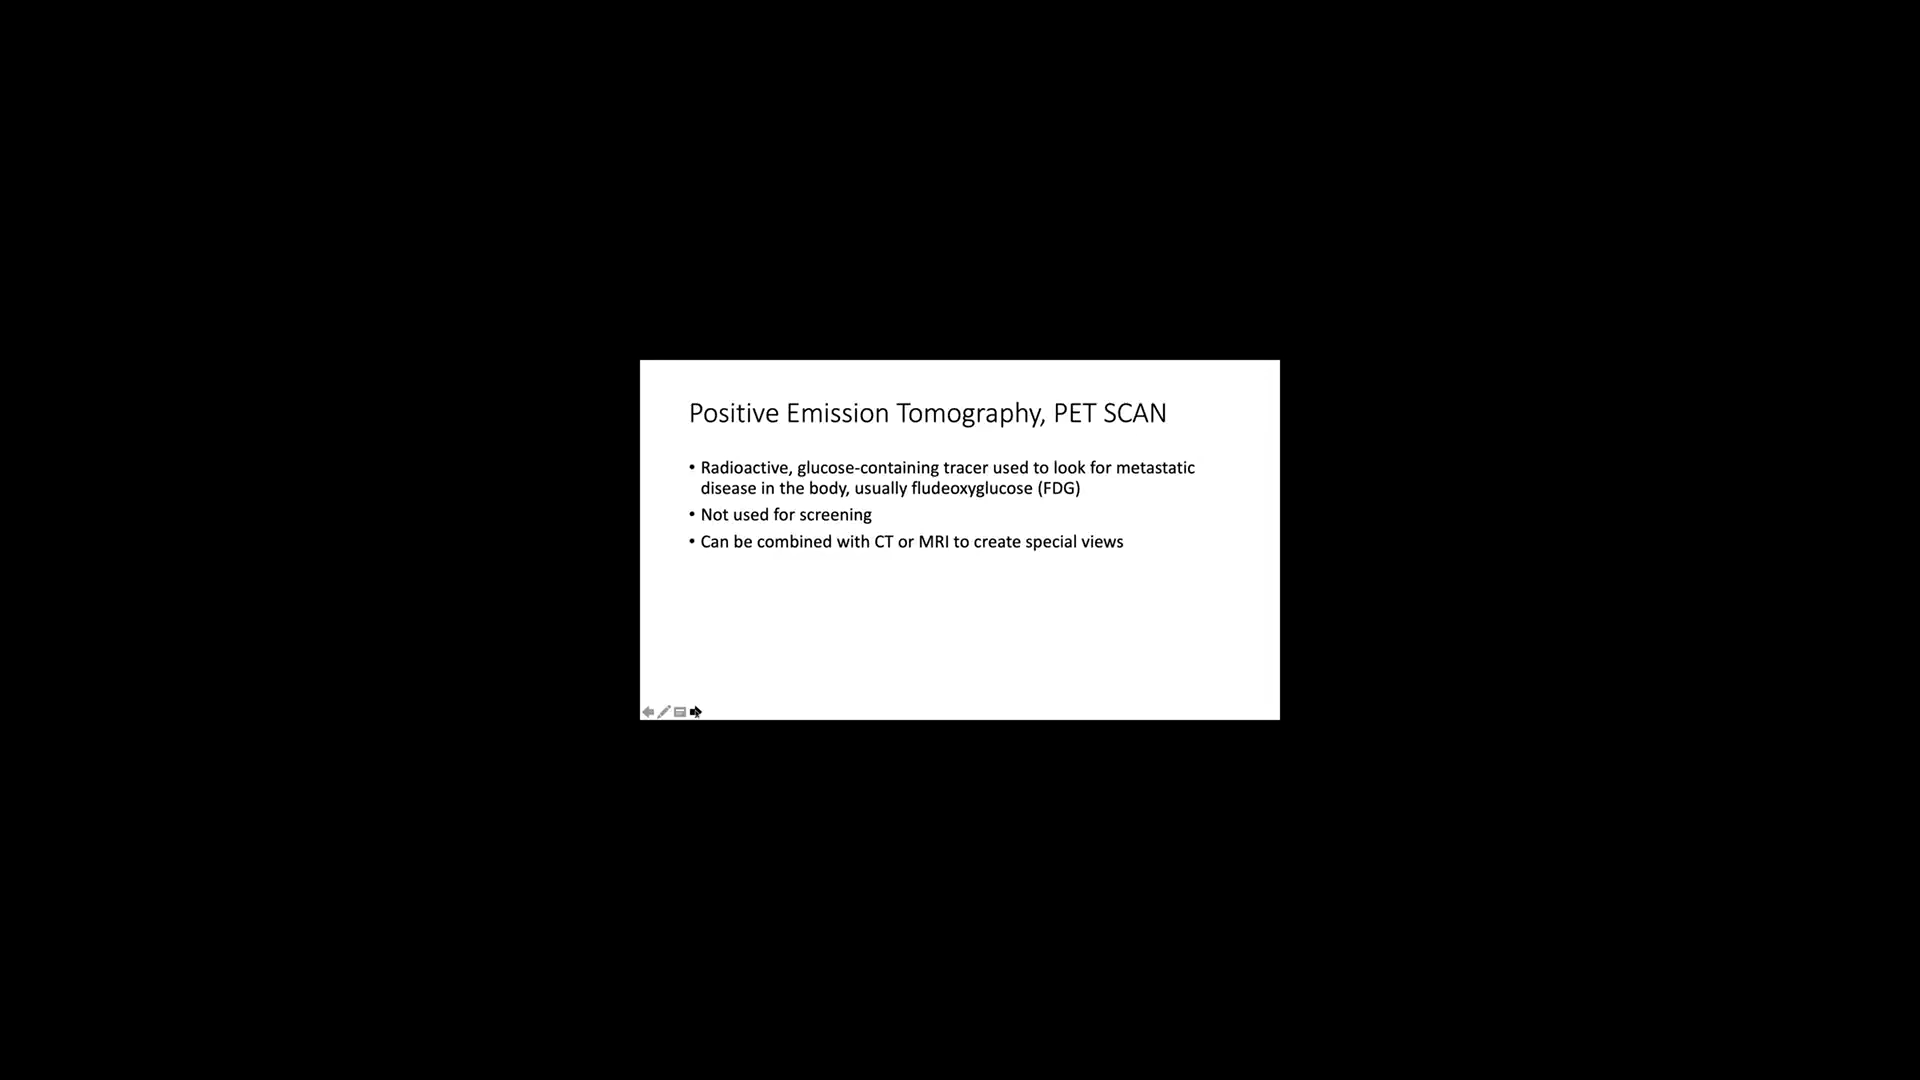 Positive Emission Tomography, PET SCAN
• Radioactive, glucose-containing tracer used to look for metastatic
disease in the body, usually fludeoxyglucose (FDG)
• Not used for screening
• Can be combined with CT or MRI to create special views